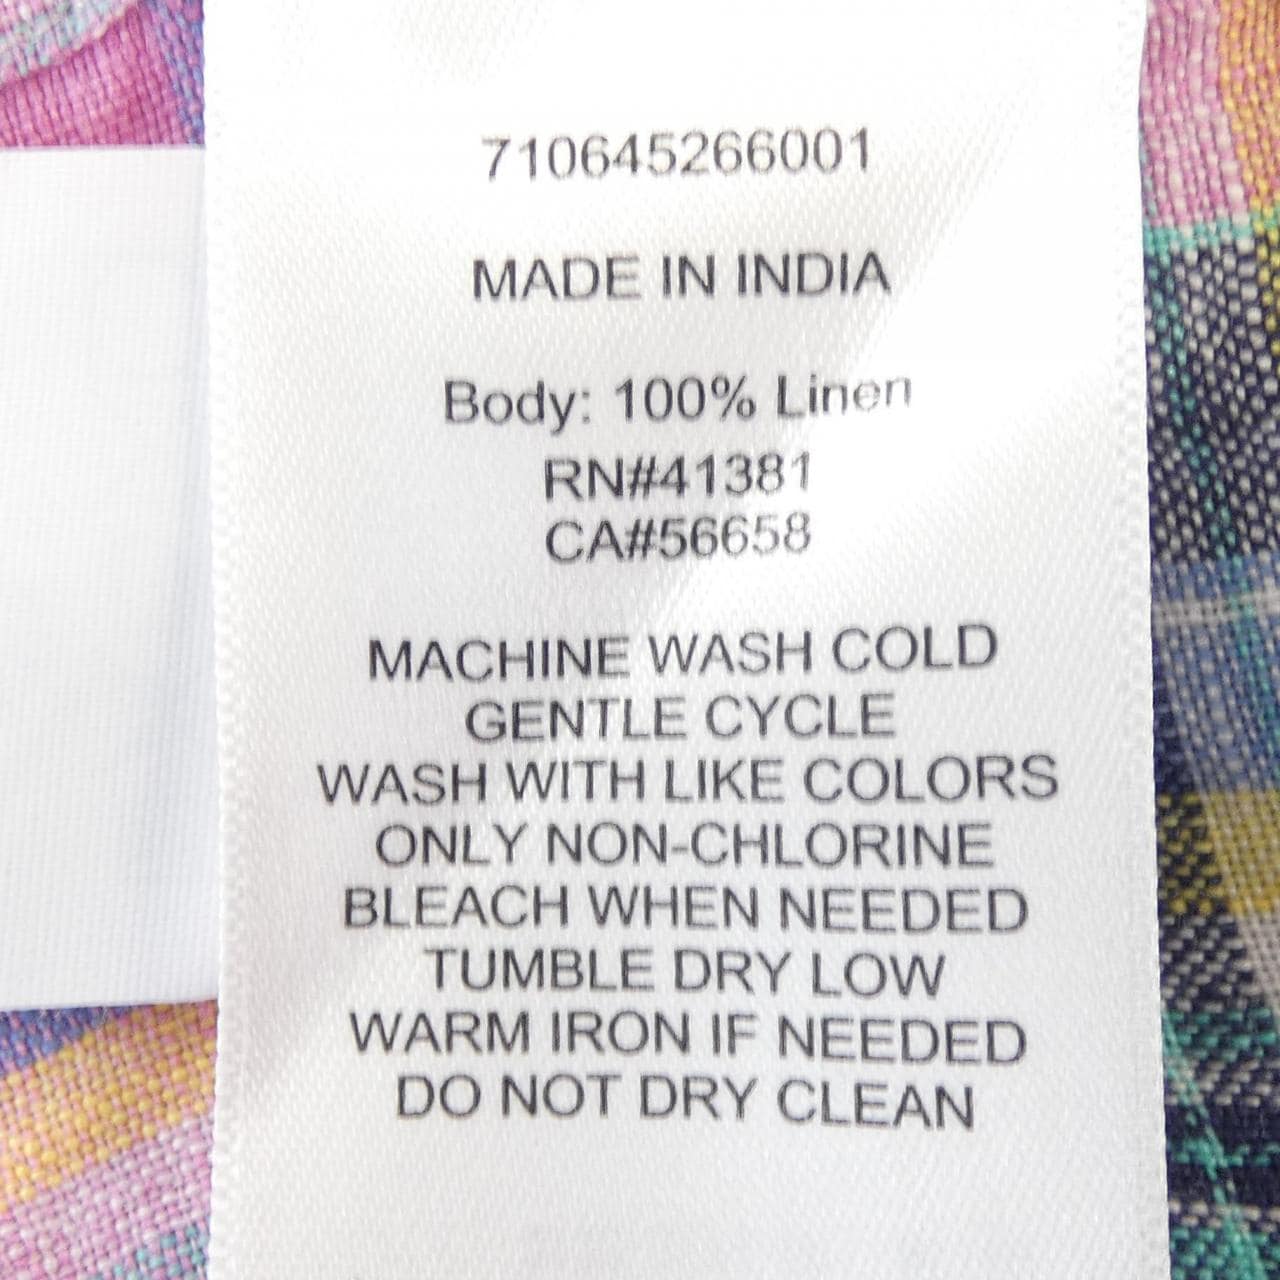 710645266001
MADE IN INDIA
Body: 100% Linen
RN#41381
CA#56658
MACHINE WASH COLD
GENTLE CYCLE
WASH WITH LIKE COLORS
ONLY NON-CHLORINE
BLEACH WHEN NEEDED
TUMBLE DRY LOW
WARM IRON IF NEEDED
DO NOT DRY CLEAN